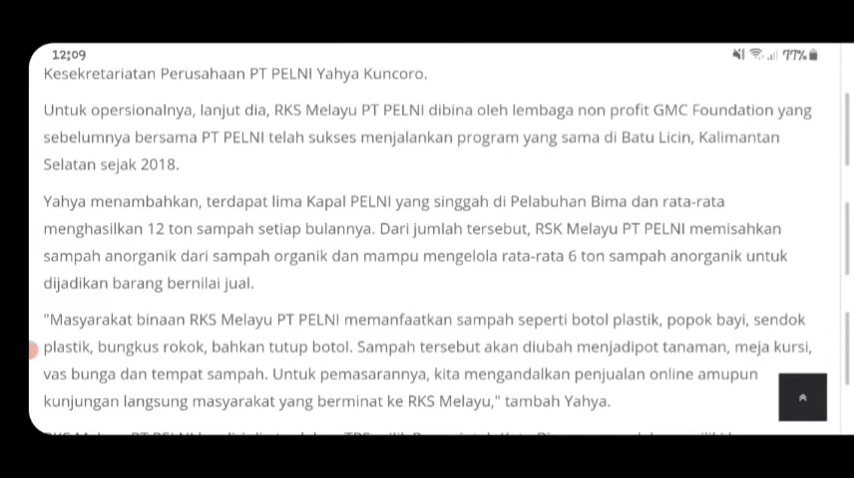 12:09
77%
Kesekretariatan Perusahaan PT PELNI Yahya Kuncoro.
Untuk opersionalnya, lanjut dia, RKS Melayu PT PELNI dibina oleh lembaga non profit GMC Foundation yang
sebelumnya bersama PT PELNI telah sukses menjalankan program yang sama di Batu Licin, Kalimantan
Selatan sejak 2018.
Yahya menambahkan, terdapat lima Kapal PELNI yang singgah di Pelabuhan Bima dan rata-rata
menghasilkan 12 ton sampah setiap bulannya. Dari jumlah tersebut, RSK Melayu PT PELNI memisahkan
sampah anorganik dari sampah organik dan mampu mengelola rata-rata 6 ton sampah anorganik untuk
dijadikan barang bernilai jual.
"Masyarakat binaan RKS Melayu PT PELNI memanfaatkan sampah seperti botol plastik, popok bayi, sendok
plastik, bungkus rokok, bahkan tutup botol. Sampah tersebut akan diubah menjadipot tanaman, meja kursi,
vas bunga dan tempat sampah. Untuk pemasarannya, kita mengandalkan penjualan online amupun
kunjungan langsung masyarakat yang berminat ke RKS Melayu," tambah Yahya.